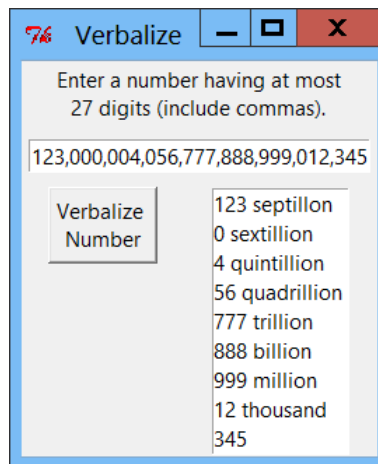 Verbalize
Enter a number having at most
27 digits (include commas).
123,000,004,056,777,888,999,012,345
Verbalize
Number
123 septillon
0 sextillion
4 quintillion
56 quadrillion
777 trillion
888 billion
999 million
12 thousand
345